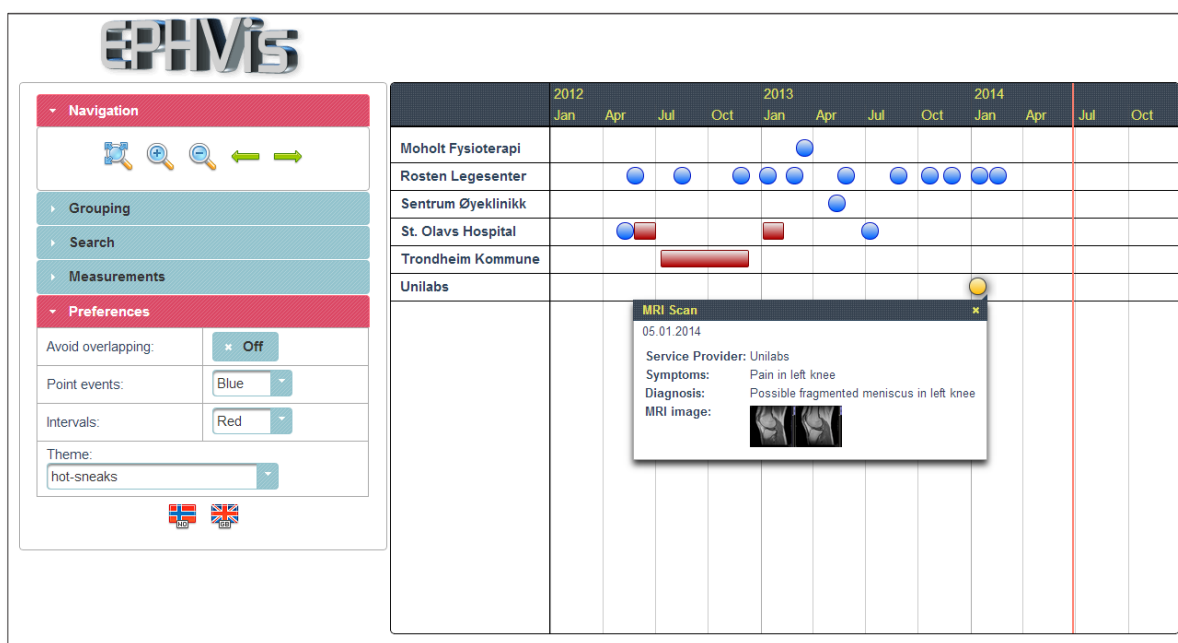 EPHVis
Navigation
Grouping
Search
Measurements
Preferences
Avoid overlapping:
Off
Point events:
Blue
Intervals:
Red
Theme:
hot-sneaks
NO
GB
2012 2013 2014
Jan Apr Jul Oct Jan Apr Jul Oct Jan Apr Jul Oct
Moholt Fysioterapi
Rosten Legesenter
Sentrum Øyeklinikk
St. Olavs Hospital
Trondheim Kommune
Unilabs
MRI Scan
05.01.2014
Service Provider: Unilabs
Symptoms: Pain in left knee
Diagnosis: Possible fragmented meniscus in left knee
MRI image: